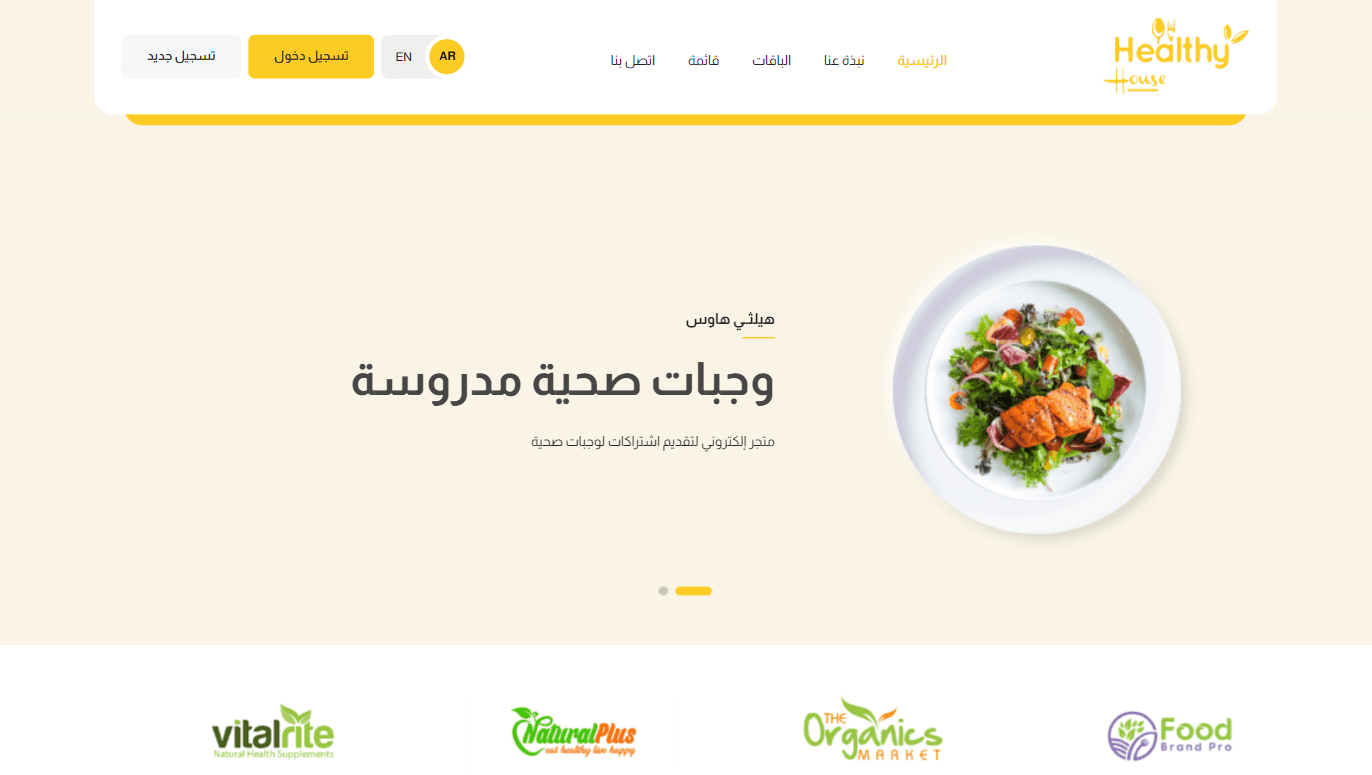 Healthy
House
الرئيسية
نبذة عنا
الباقات
قائمة
اتصل بنا
AR
EN
تسجيل دخول
تسجيل جديد
هيلثي هاوس
وجبات صحية مدروسة
متجر إلكتروني لتقديم اشتراكات لوجبات صحية
Food
Brand Pro
THE
Organics
MARKET
NaturalPlus
eat healthy live happy
vitalrite
Natural Health Supplements